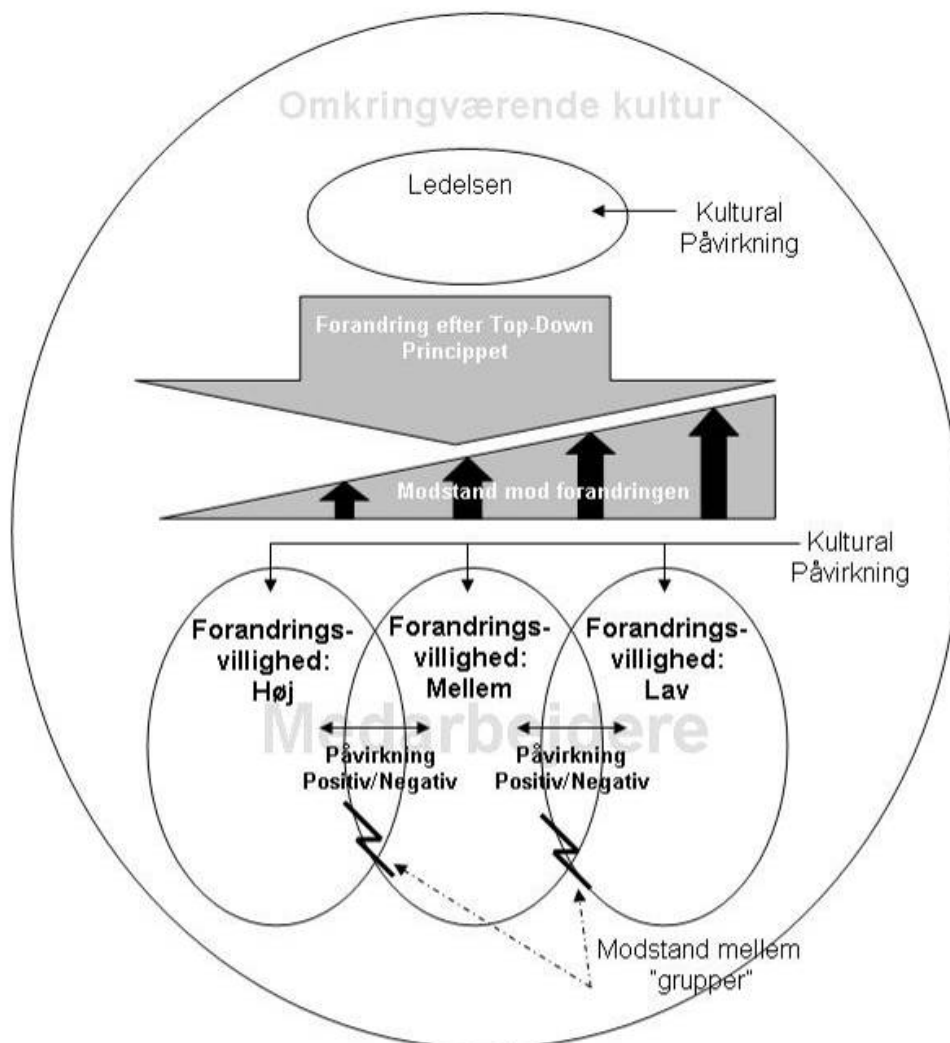 Omkringværende kultur
Ledelsen
Kultural
Påvirkning
Forandring efter Top-Down
Princippet
Modstand mod forandringen
Kultural
Påvirkning
Forandrings-
villighed:
Høj
Forandrings-
villighed:
Mellem
Forandrings-
villighed:
Lav
Medarbejdere
Påvirkning
Positiv/Negativ
Påvirkning
Positiv/Negativ
Modstand mellem
"grupper"